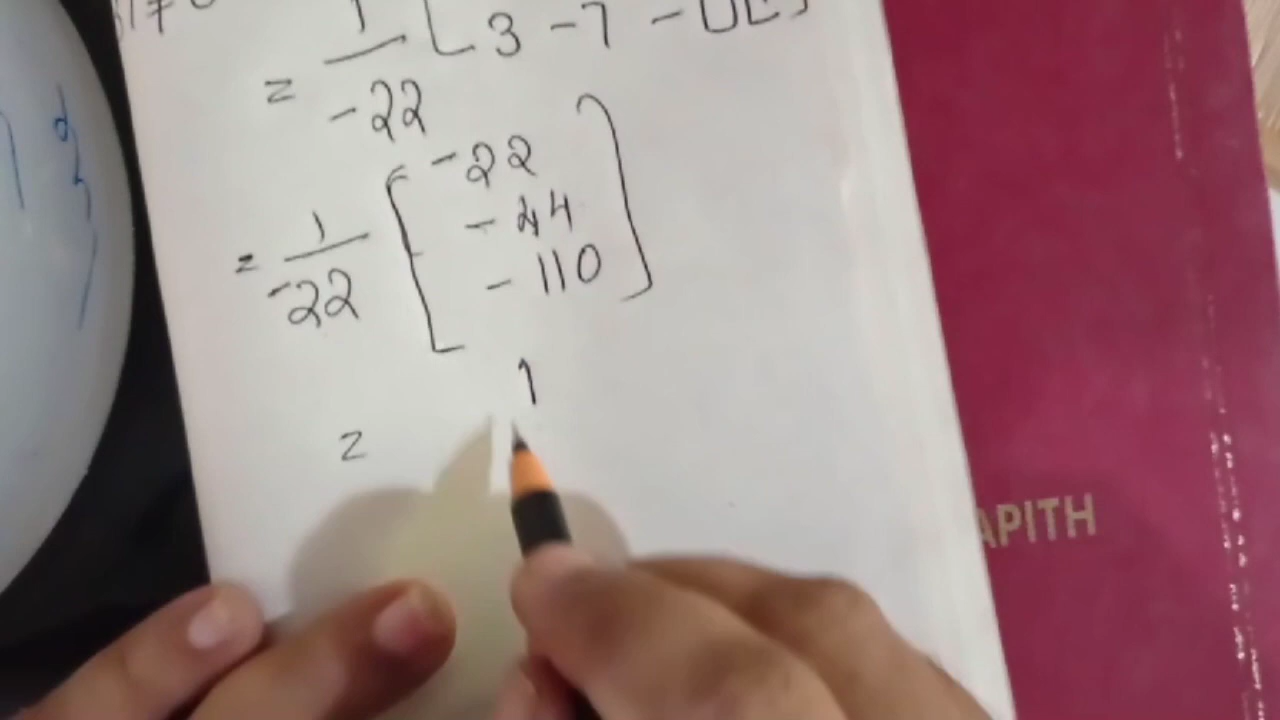 = 1/-22 [ 3 -7 -
= 1/-22 [ -22
-44
-110 ]
= 1
APITH